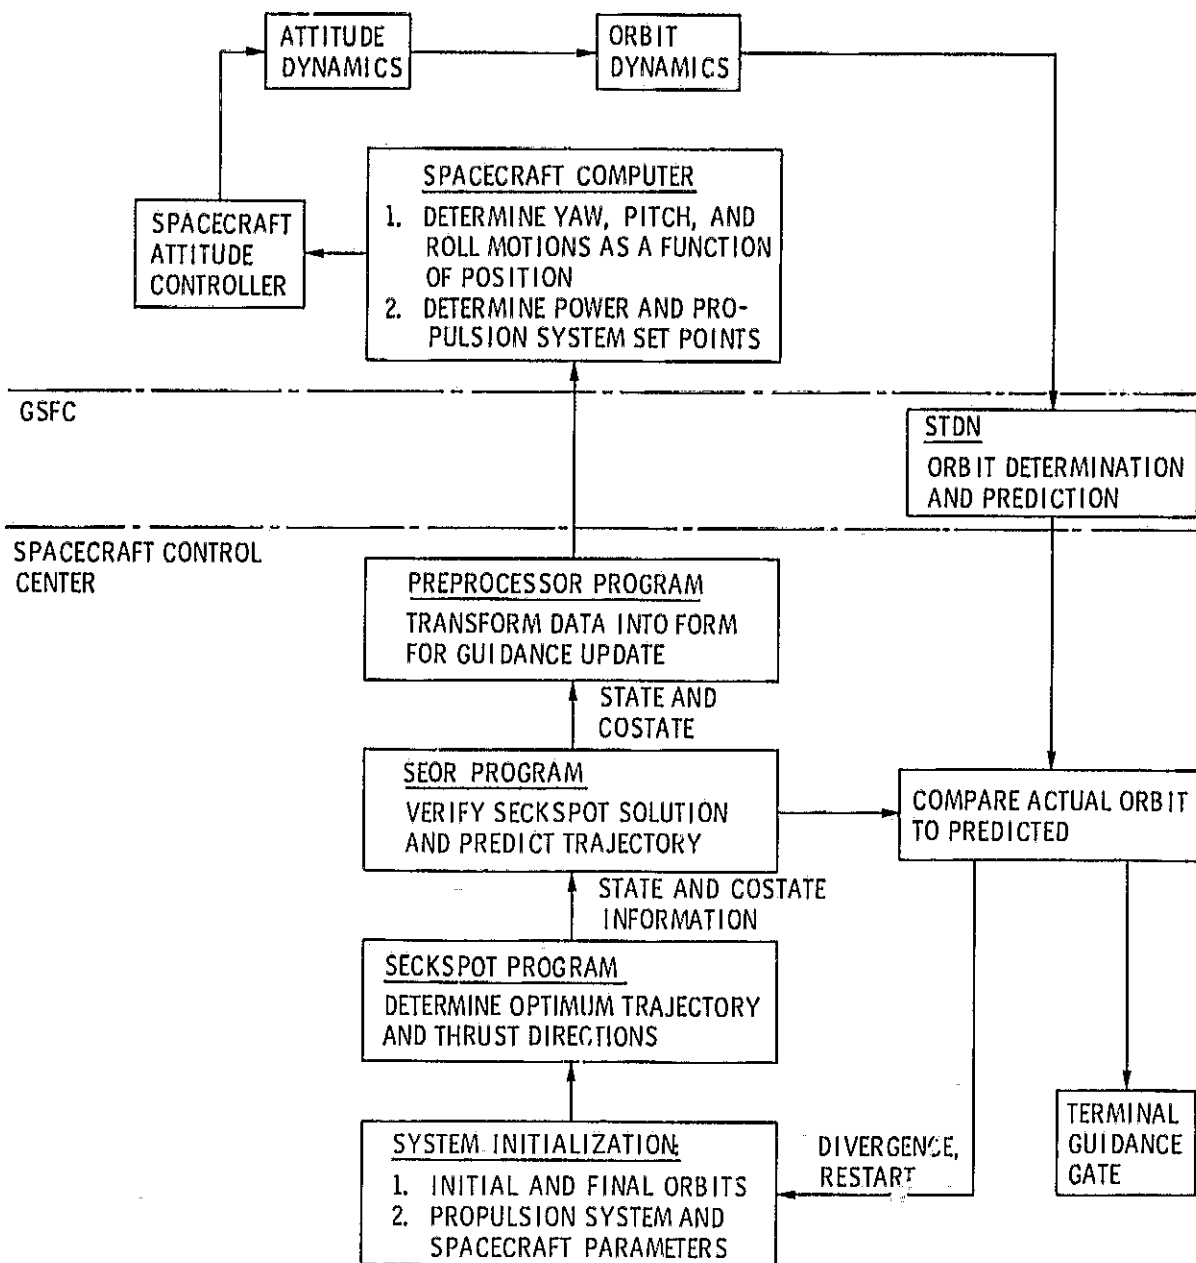 ATTITUDE
DYNAMICS
ORBIT
DYNAMICS
SPACECRAFT COMPUTER
1. DETERMINE YAW, PITCH, AND
ROLL MOTIONS AS A FUNCTION
OF POSITION
2. DETERMINE POWER AND PRO-
PULSION SYSTEM SET POINTS
SPACECRAFT
ATTITUDE
CONTROLLER
GSFC
STDN
ORBIT DETERMINATION
AND PREDICTION
SPACECRAFT CONTROL
CENTER
PREPROCESSOR PROGRAM
TRANSFORM DATA INTO FORM
FOR GUIDANCE UPDATE
STATE AND
COSTATE
SEOR PROGRAM
VERIFY SECKSPOT SOLUTION
AND PREDICT TRAJECTORY
COMPARE ACTUAL ORBIT
TO PREDICTED
STATE AND COSTATE
INFORMATION
SECKSPOT PROGRAM
DETERMINE OPTIMUM TRAJECTORY
AND THRUST DIRECTIONS
SYSTEM INITIALIZATION:
1. INITIAL AND FINAL ORBITS
2. PROPULSION SYSTEM AND
SPACECRAFT PARAMETERS
DIVERGENCE,
RESTART
TERMINAL
GUIDANCE
GATE